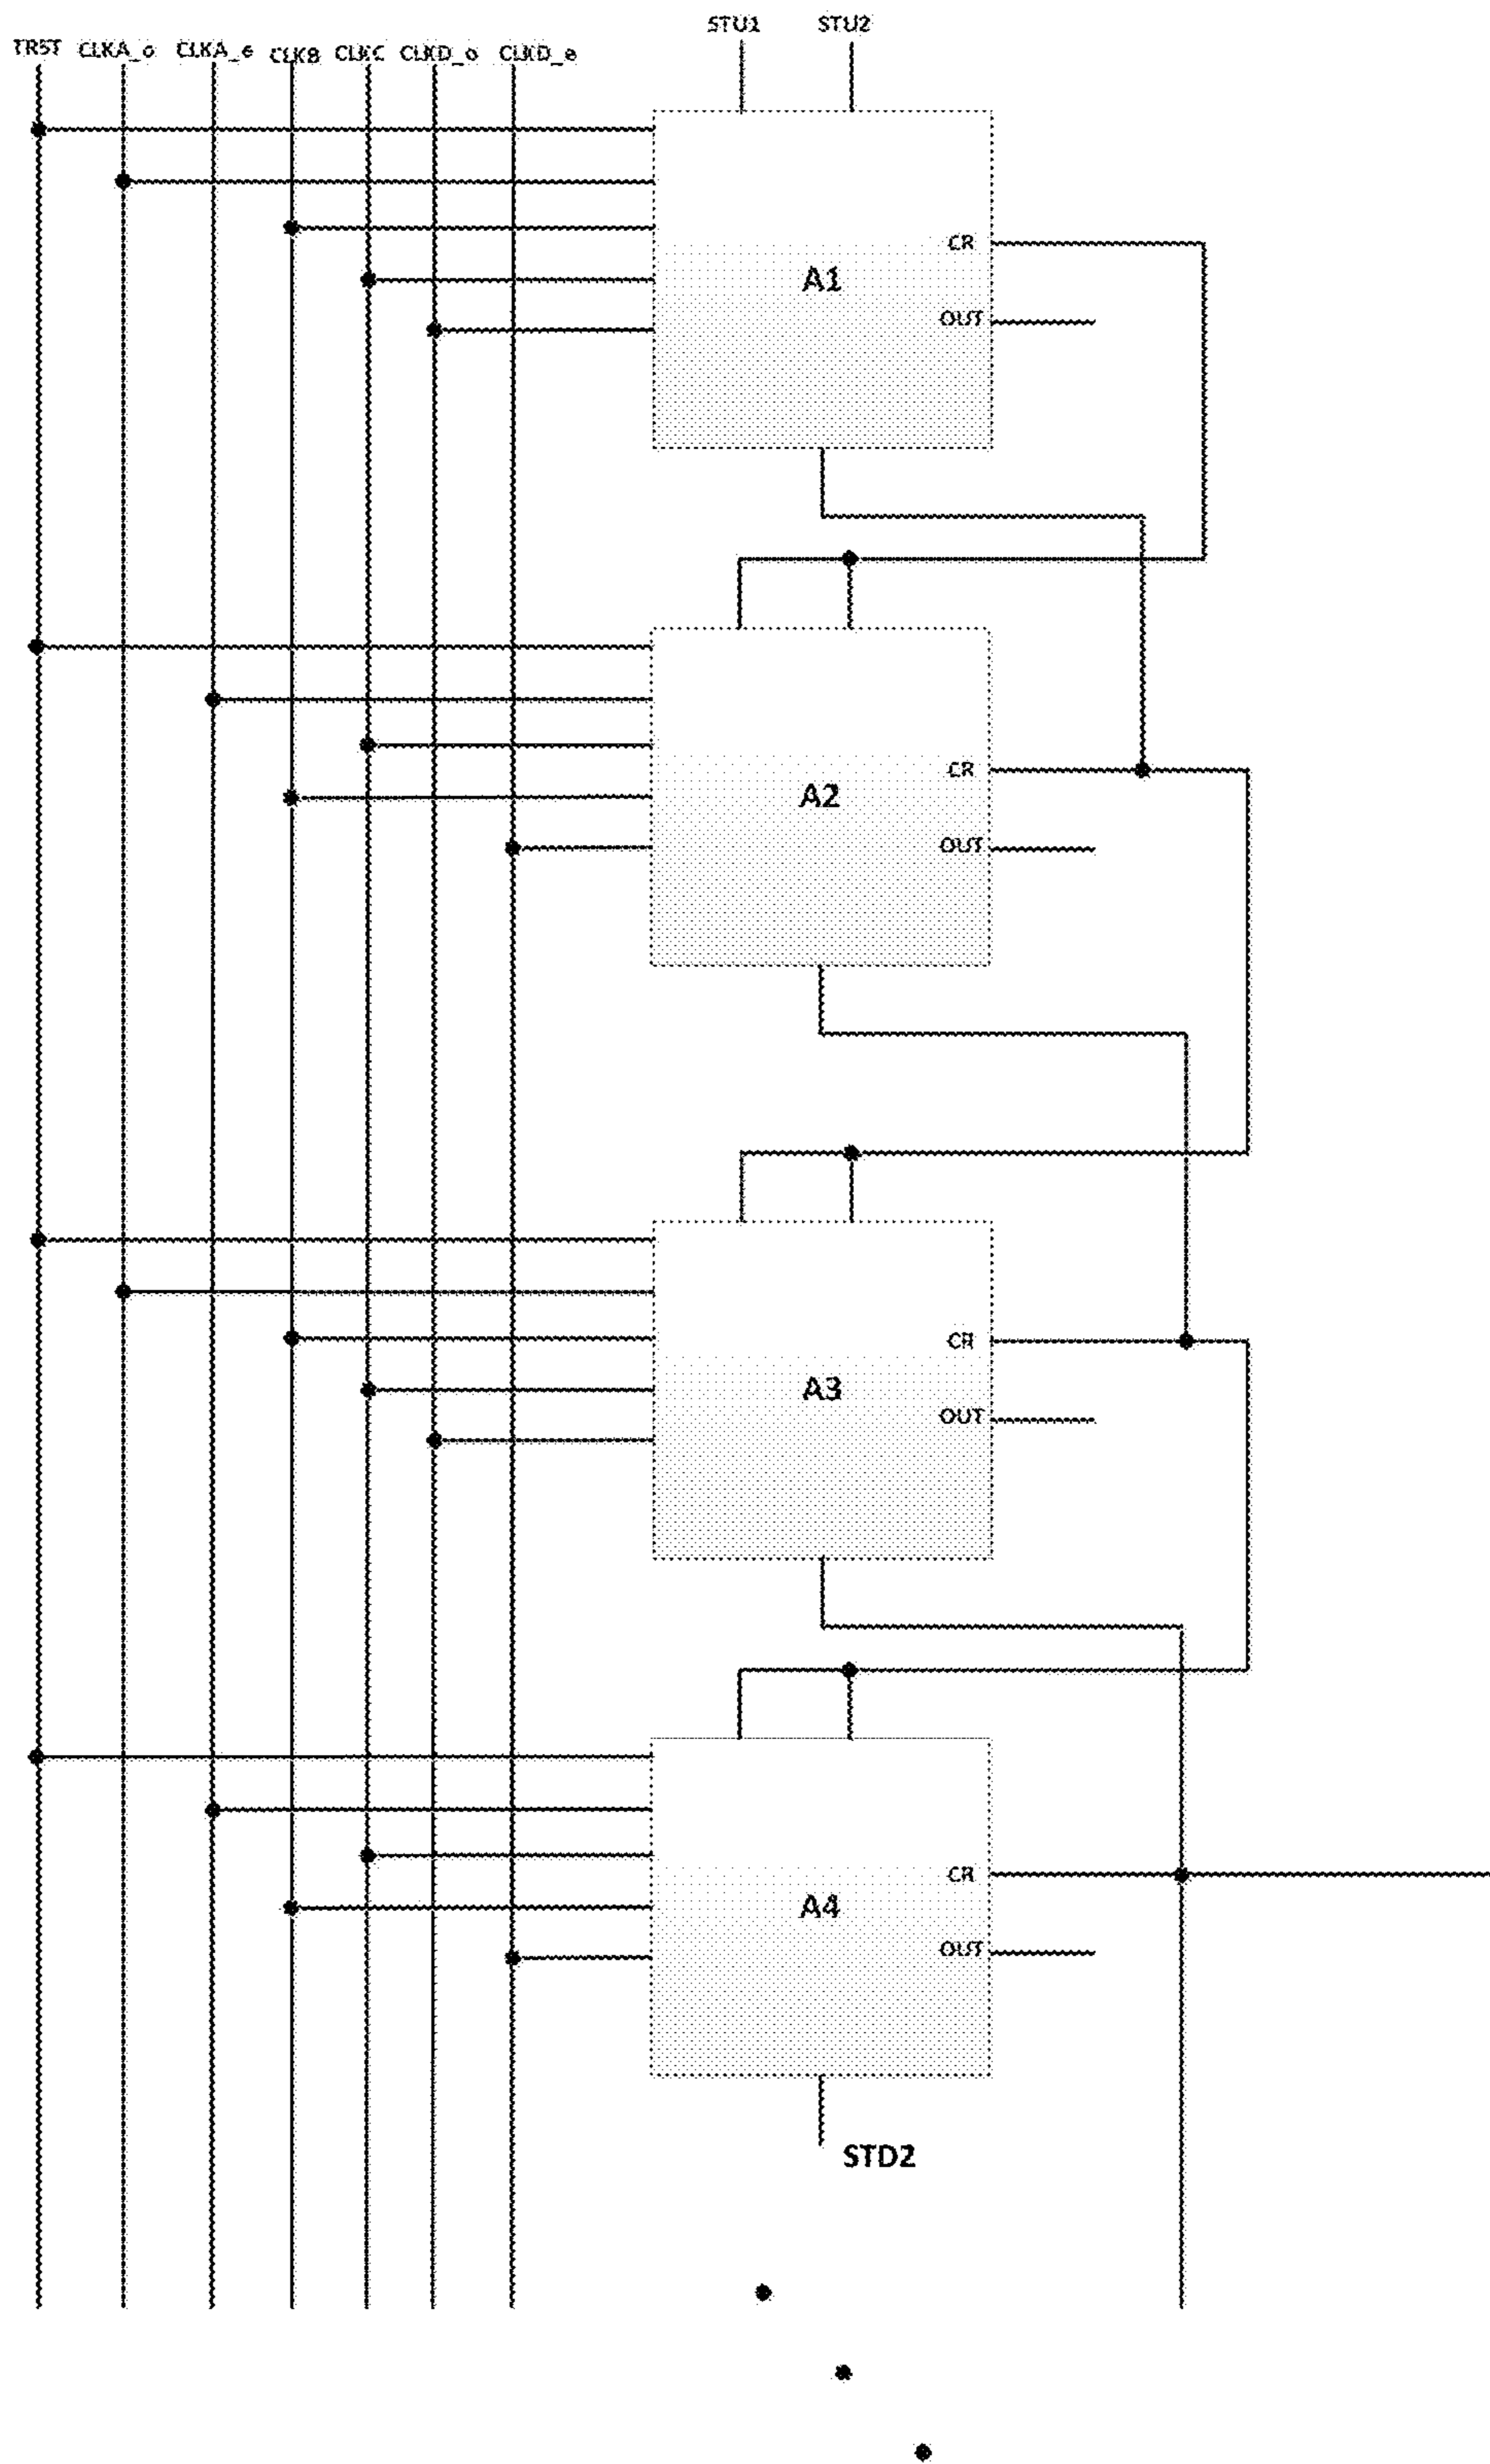 STU1 STU2
TRST CLKA_o CLKA_e CLKB CLKC CLKD_o CLKD_e
CR
A1
OUT
CR
A2
OUT
CR
A3
OUT
CR
A4
OUT
STD2